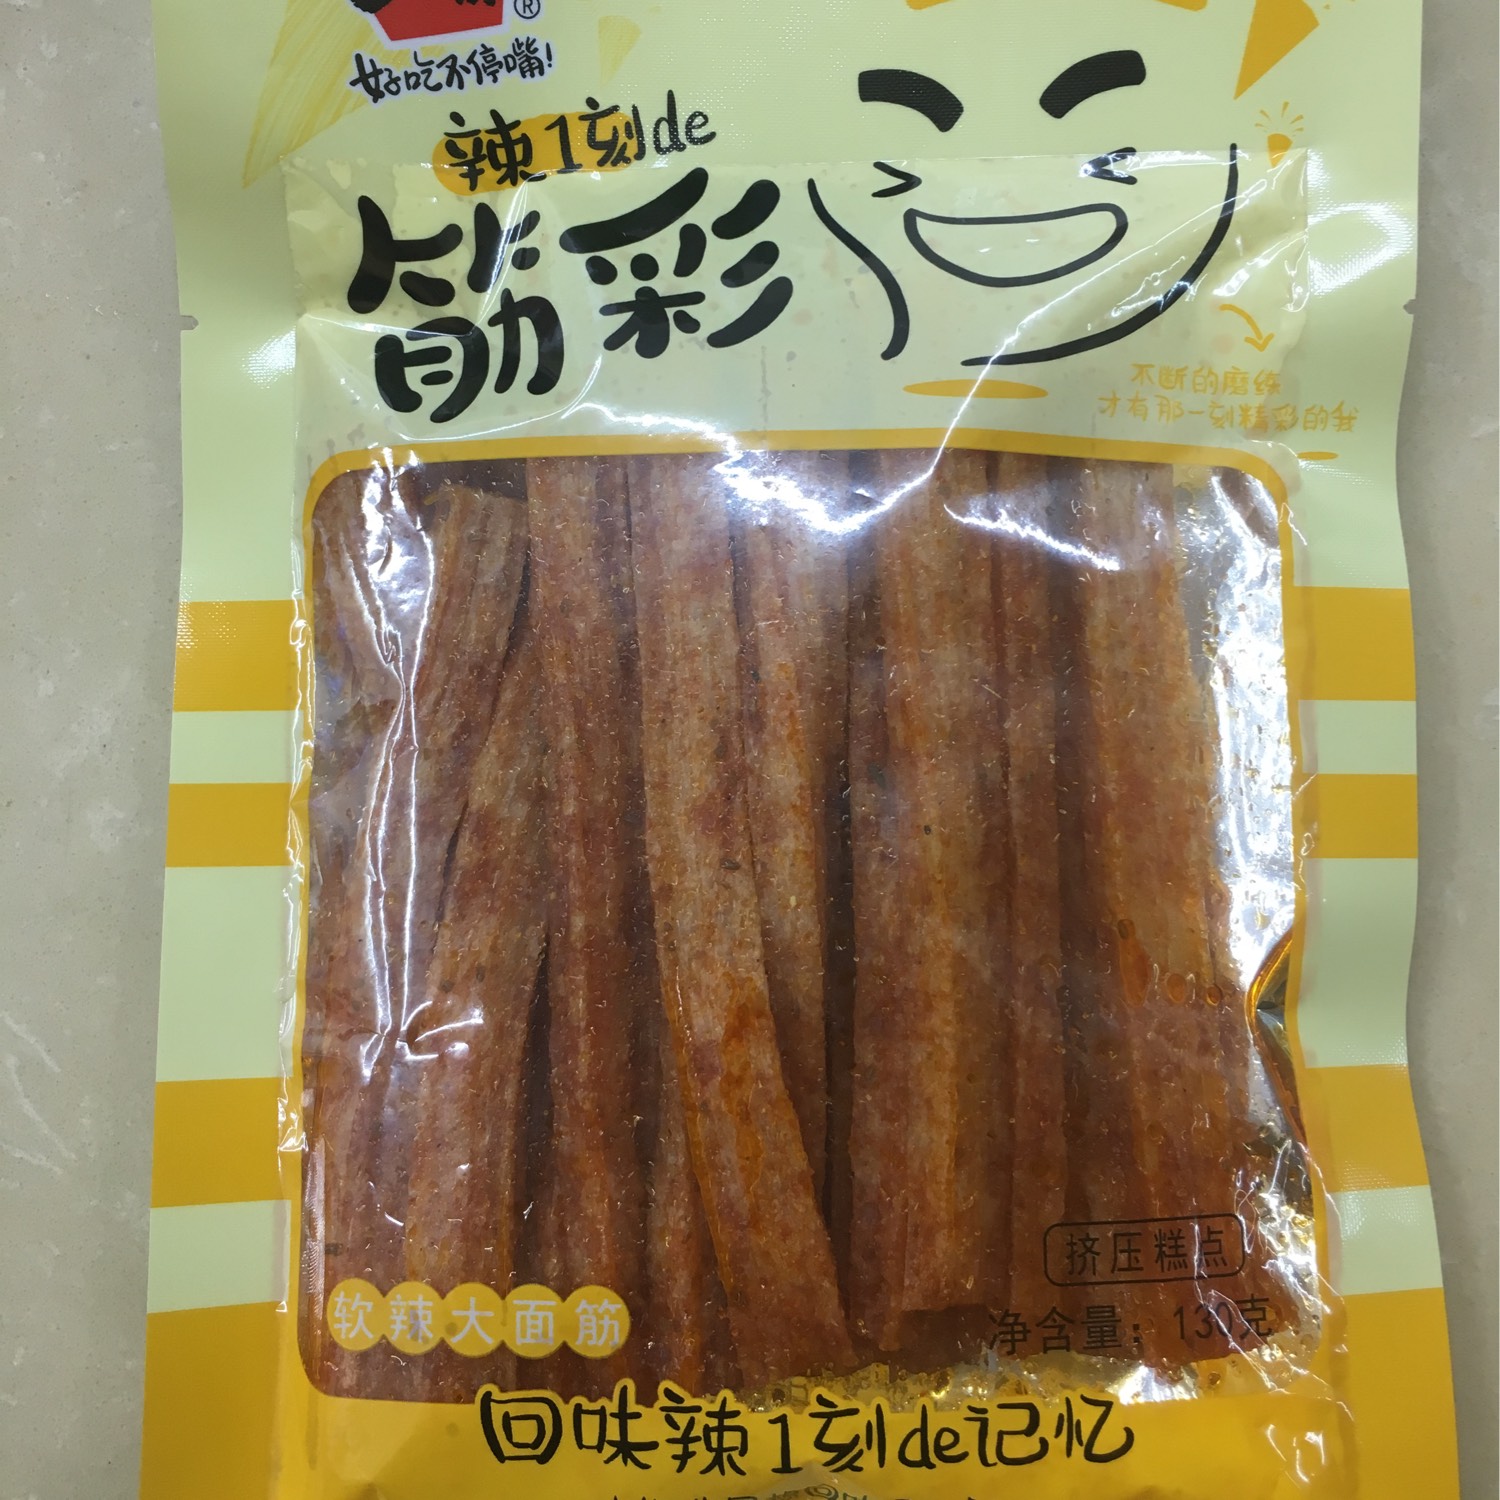 ®
好吃不停嘴!
辣1刻de
筋彩
不断的磨练
才有那一刻精彩的我
挤压糕点
软辣大面筋
净含量: 130克
回味辣1刻de记忆